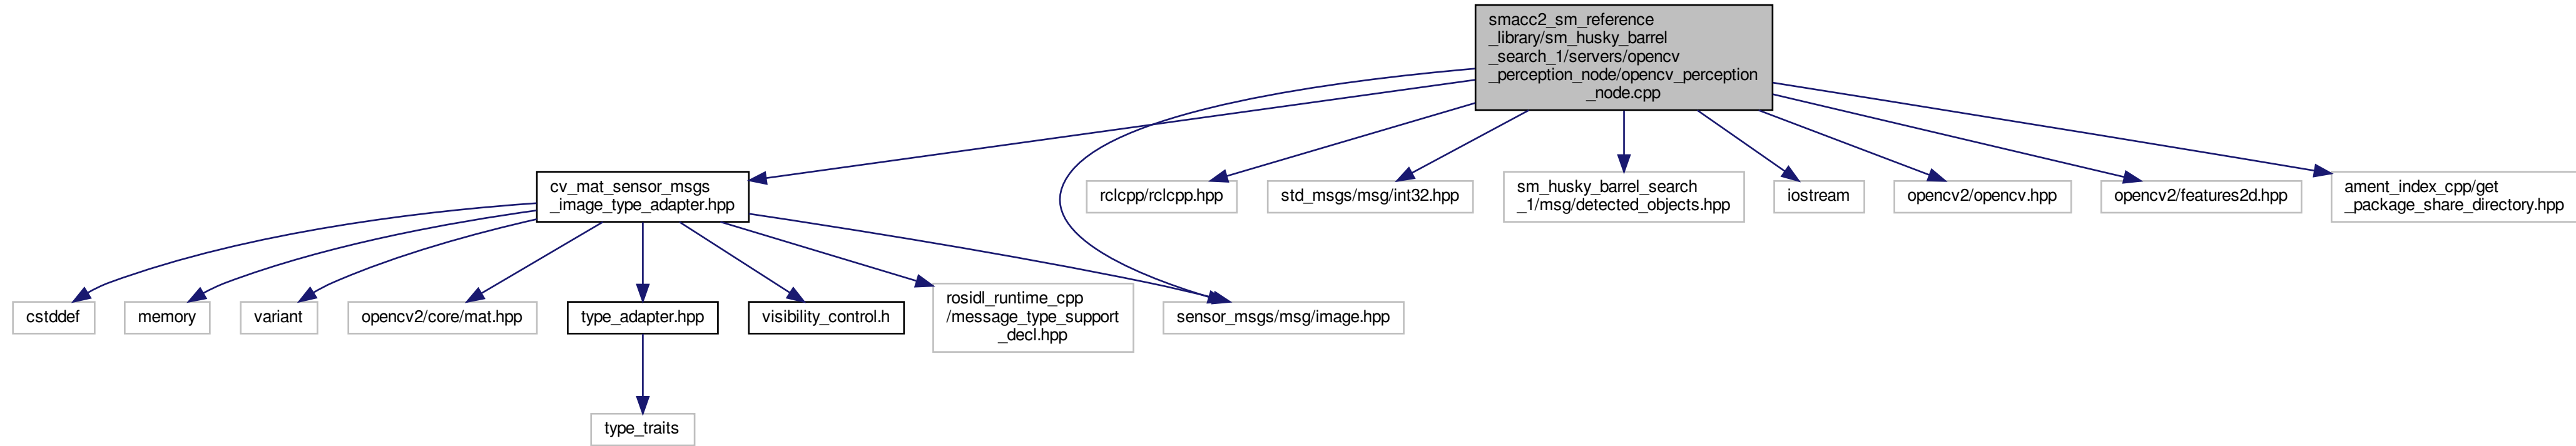 smacc2_sm_reference
_library/sm_husky_barrel
_search_1/servers/opencv
_perception_node/opencv_perception
_node.cpp
cv_mat_sensor_msgs
_image_type_adapter.hpp
rclcpp/rclcpp.hpp
std_msgs/msg/int32.hpp
sm_husky_barrel_search
_1/msg/detected_objects.hpp
iostream
opencv2/opencv.hpp
opencv2/features2d.hpp
ament_index_cpp/get
_package_share_directory.hpp
cstddef
memory
variant
opencv2/core/mat.hpp
type_adapter.hpp
visibility_control.h
rosidl_runtime_cpp
/message_type_support
_decl.hpp
sensor_msgs/msg/image.hpp
type_traits